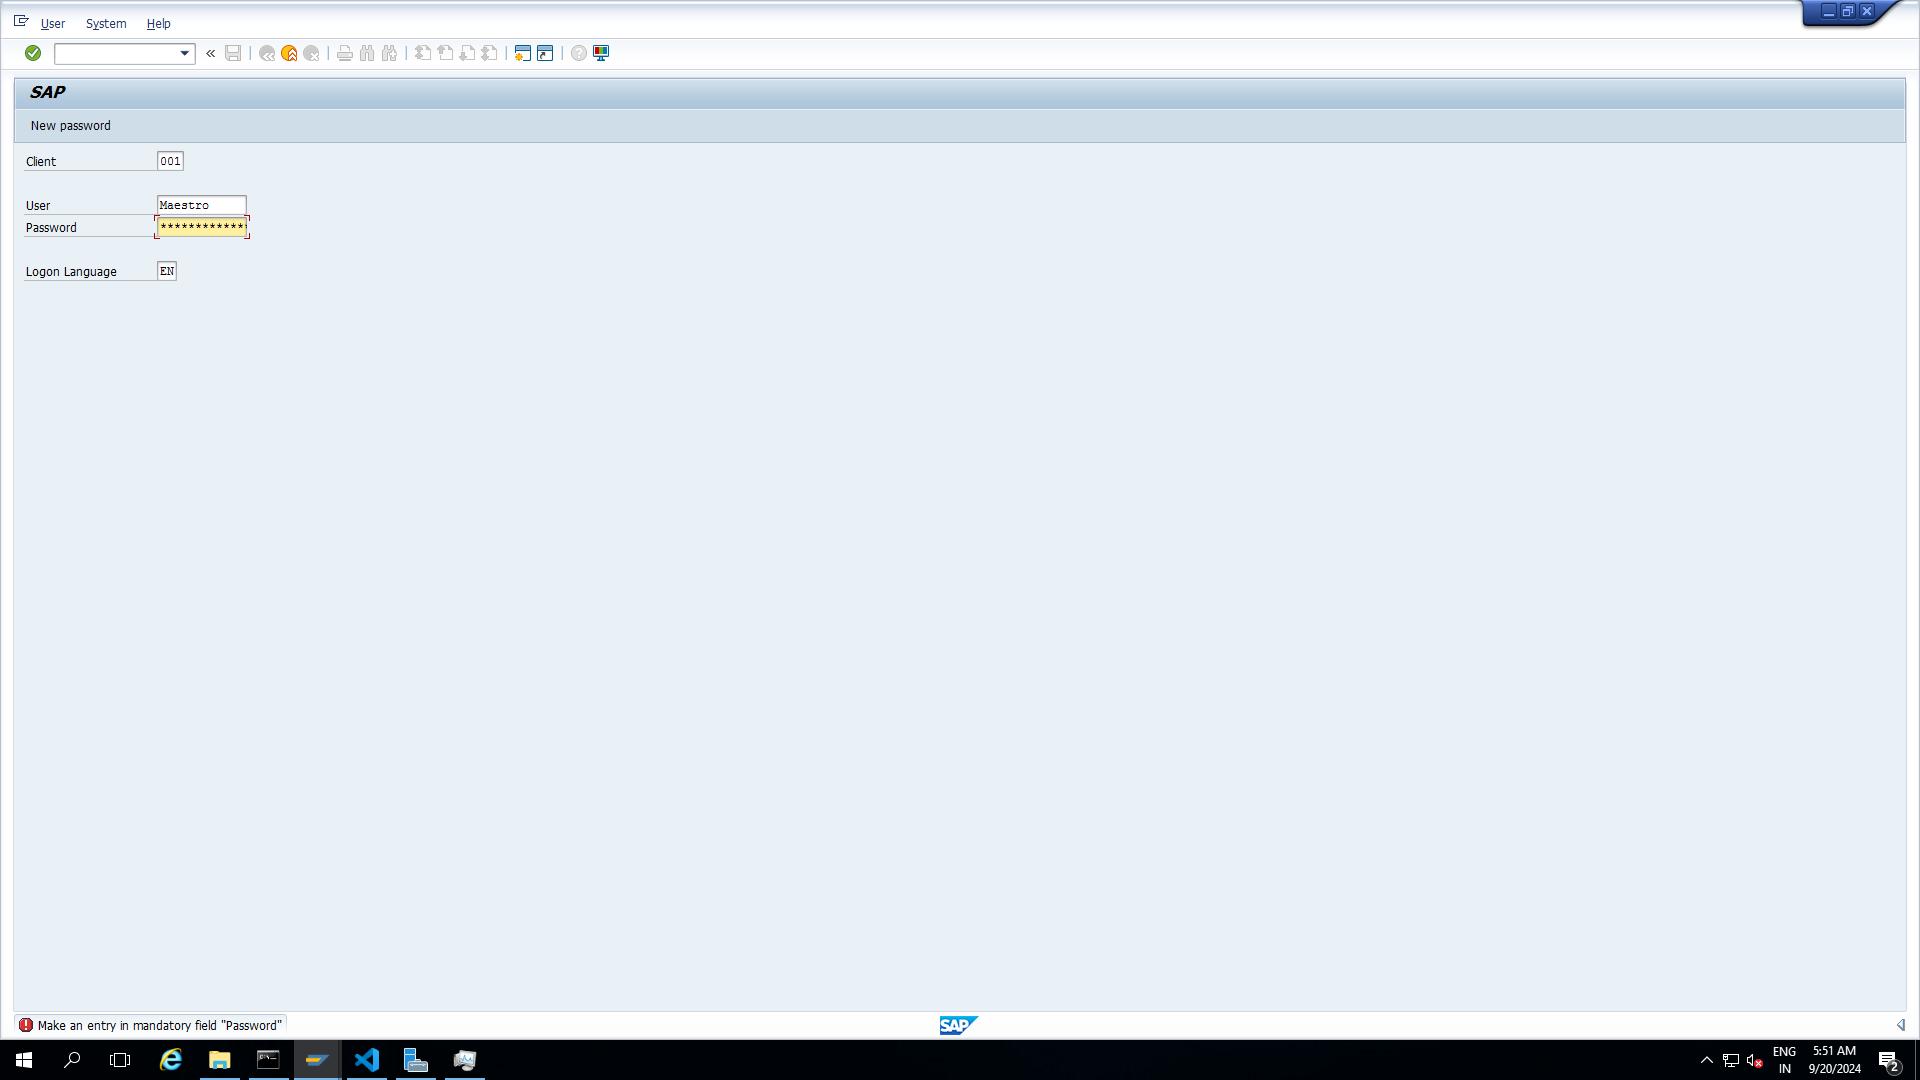 User System Help
SAP
New password
Client 001
User Maestro
Password *************
Logon Language EN
Make an entry in mandatory field "Password"
SAP
ENG
IN
5:51 AM
9/20/2024
2